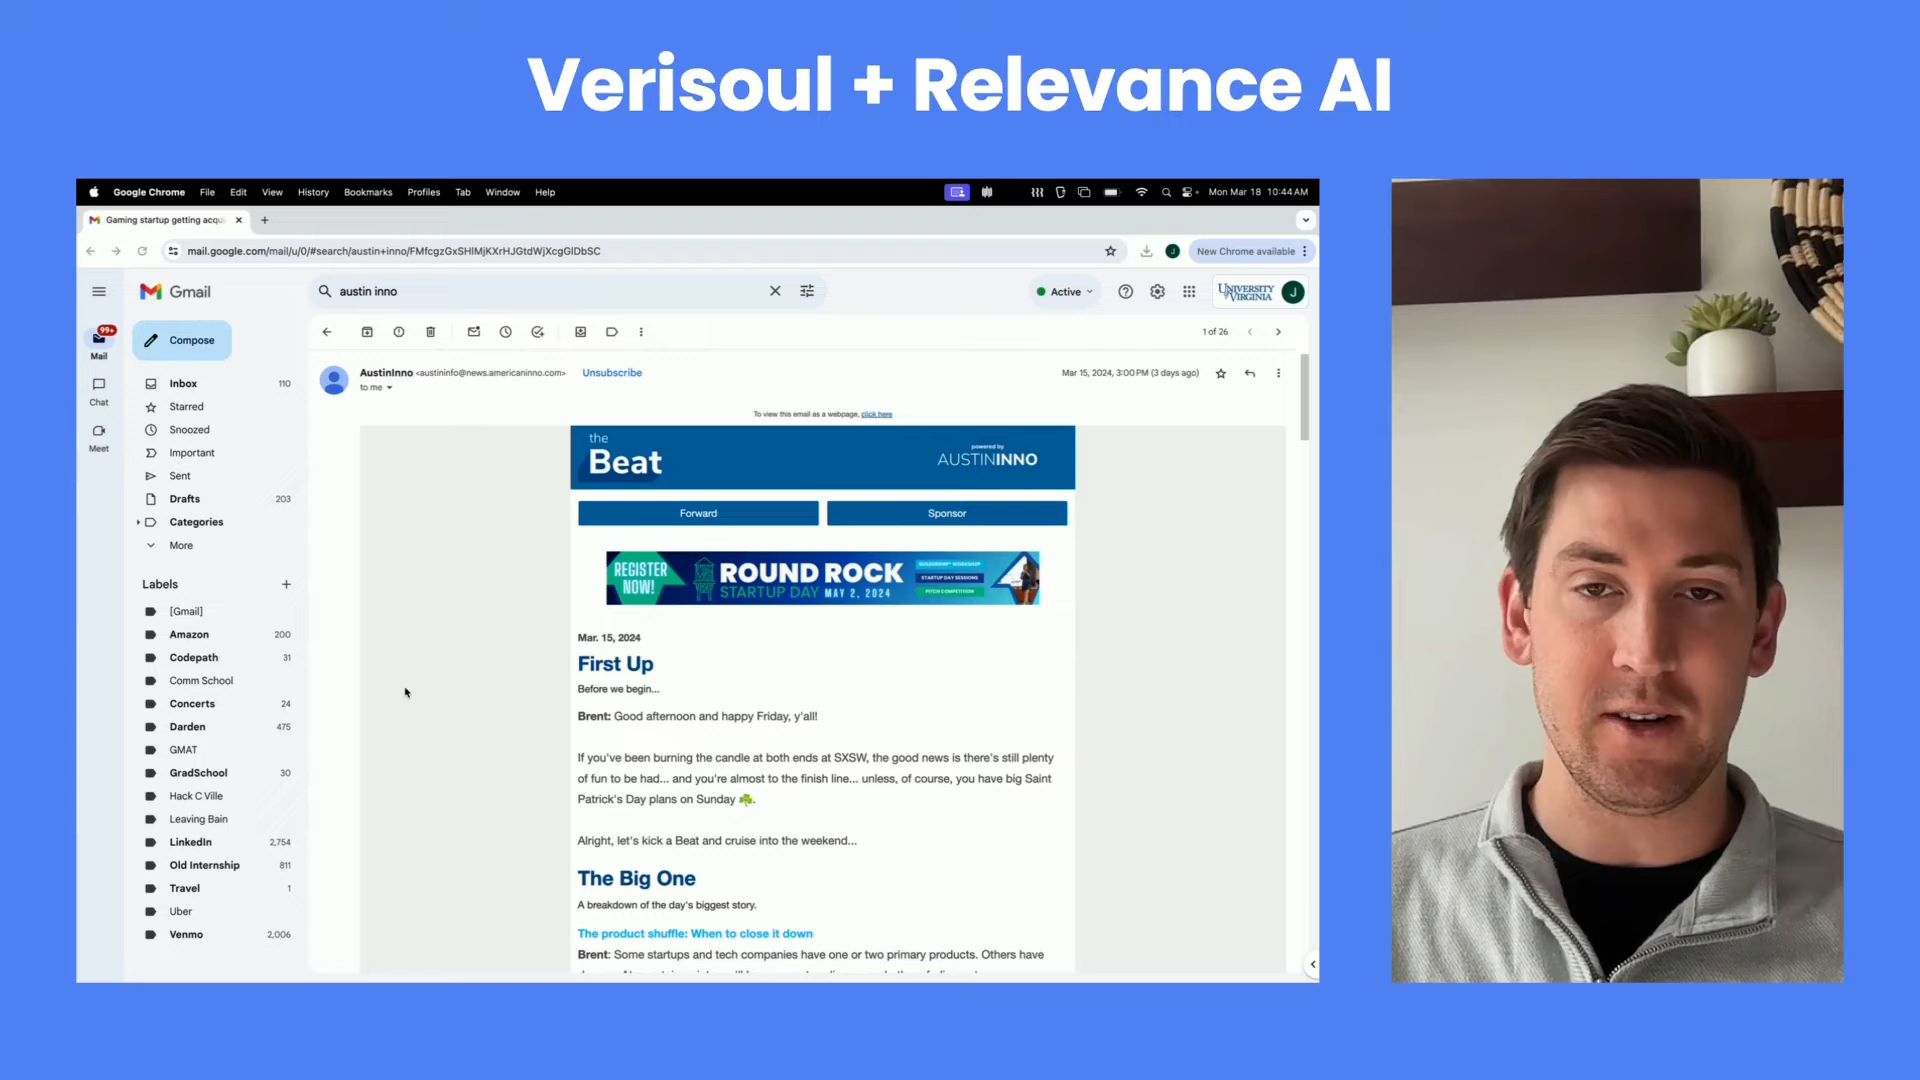 Verisoul + Relevance AI
Google Chrome File Edit View History Bookmarks Profiles Tab Window Help
Mon Mar 18 10:44 AM
Gaming startup getting acqu
mail.google.com/mail/u/0/#search/austin+inno/FMfcgzGxSHlMjKXrHJGtdWjXcgGlDbSC
New Chrome available
Gmail
austin inno
Active
UNIVERSITY
VIRGINIA
J
99+
Mail
Compose
1 of 26
Chat
Meet
Inbox 110
Starred
Snoozed
Important
Sent
Drafts 203
Categories
More
Labels
[Gmail]
Amazon 200
Codepath 31
Comm School
Concerts 24
Darden 475
GMAT
GradSchool 30
Hack C Ville
Leaving Bain
LinkedIn 2,754
Old Internship 811
Travel 1
Uber
Venmo 2,006
AustinInno <austininfo@news.americaninno.com> Unsubscribe
Mar 15, 2024, 3:00 PM (3 days ago)
to me
To view this email as a webpage, click here
the
Beat
powered by
AUSTININNO
Forward
Sponsor
REGISTER
NOW!
ROUND ROCK
STARTUP DAY MAY 2, 2024
STARTUP DAY SESSIONS
PITCH COMPETITION
Mar. 15, 2024
First Up
Before we begin...
Brent: Good afternoon and happy Friday, y'all!
If you've been burning the candle at both ends at SXSW, the good news is there's still plenty
of fun to be had... and you're almost to the finish line... unless, of course, you have big Saint
Patrick's Day plans on Sunday ☘️.
Alright, let's kick a Beat and cruise into the weekend...
The Big One
A breakdown of the day's biggest story.
The product shuffle: When to close it down
Brent: Some startups and tech companies have one or two primary products. Others have